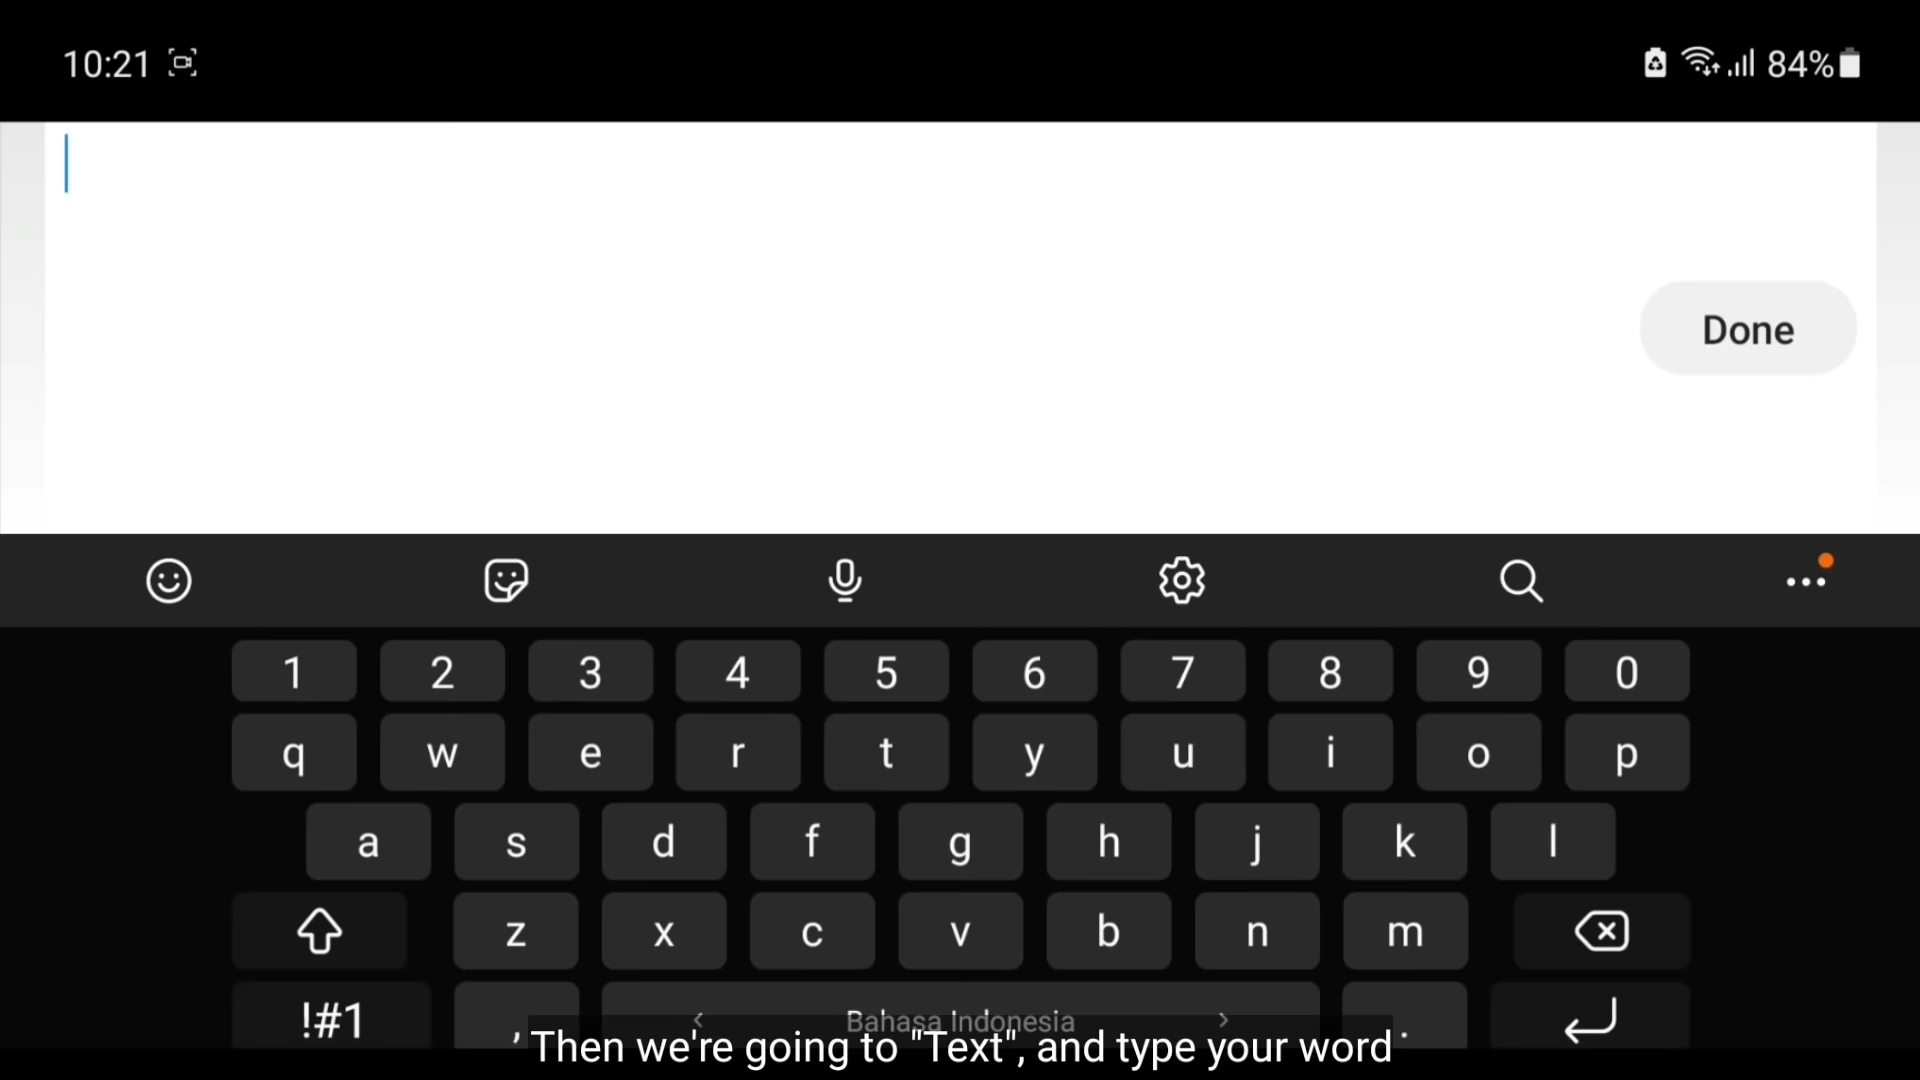 10:21 84%
Done
1 2 3 4 5 6 7 8 9 0
q w e r t y u i o p
a s d f g h j k l
z x c v b n m
!#1 , < Bahasa Indonesia > .
Then we're going to "Text", and type your word